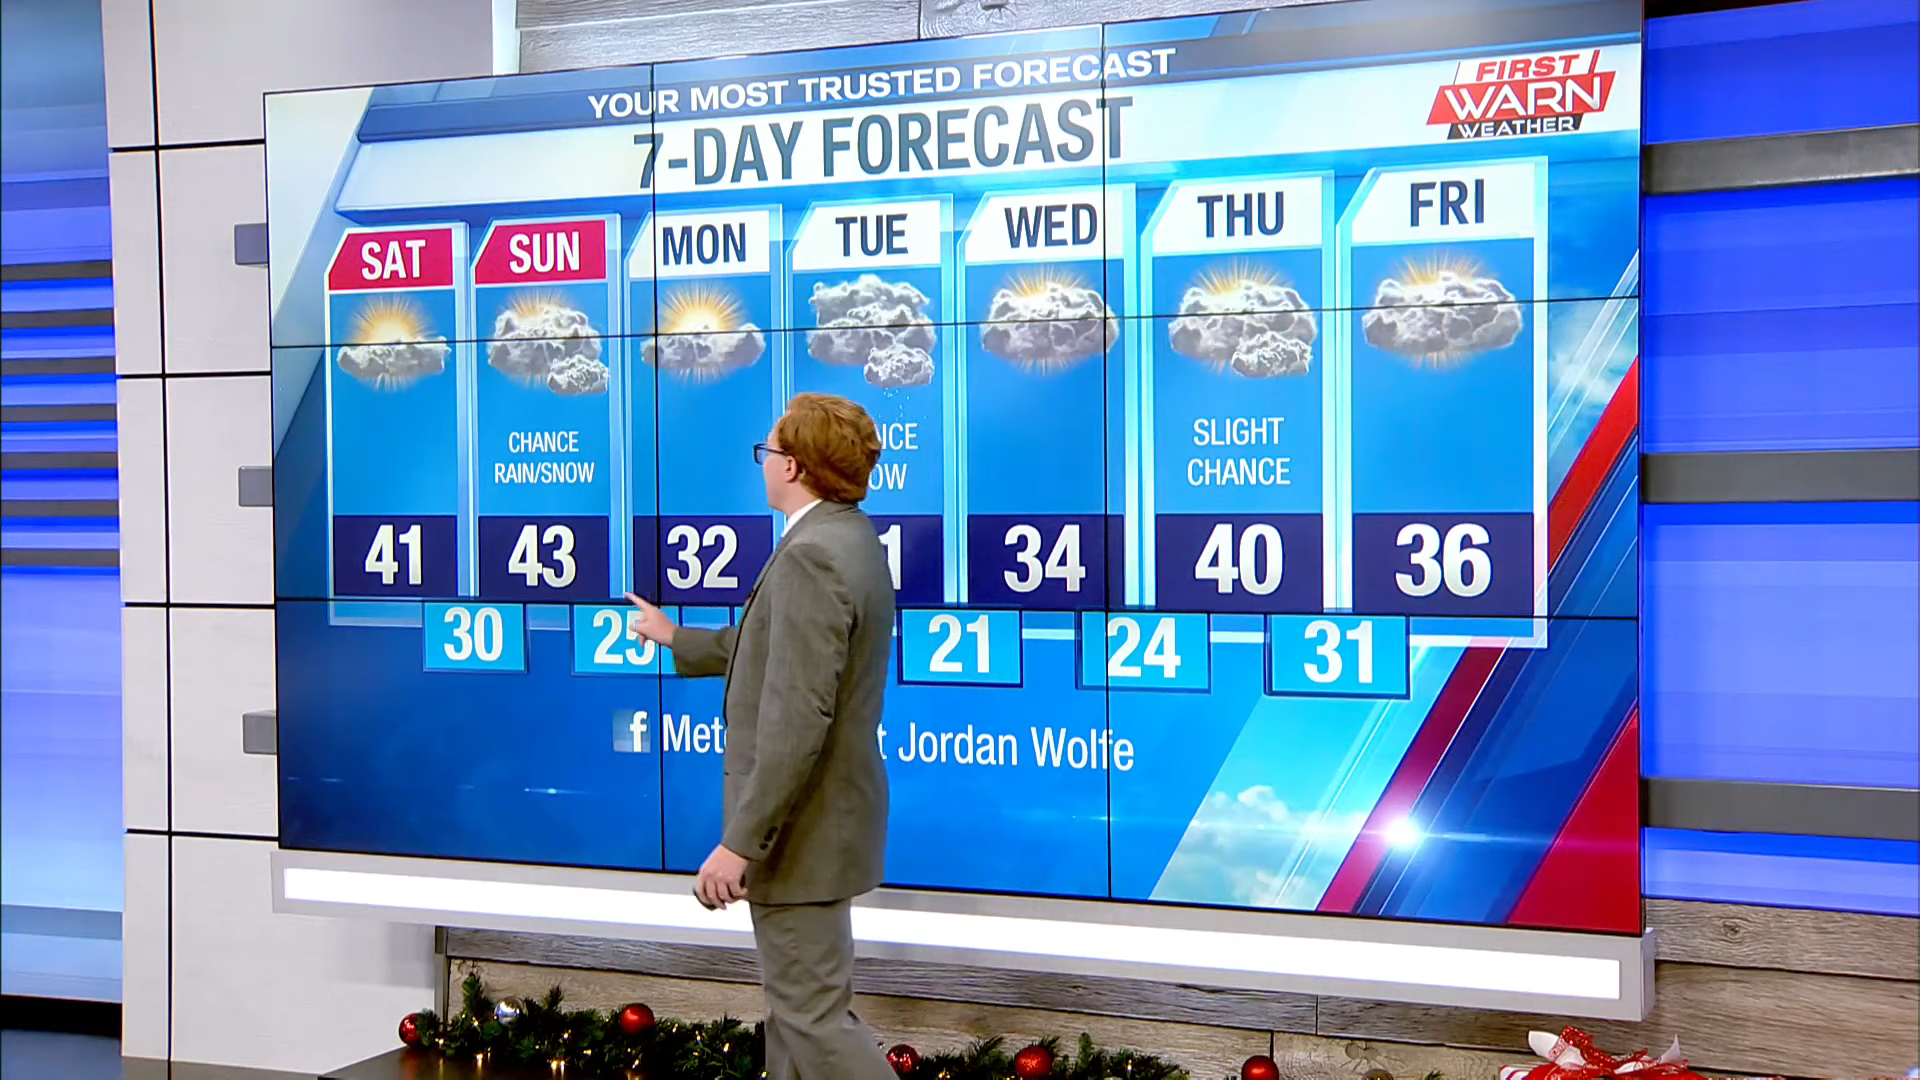 YOUR MOST TRUSTED FORECAST
7-DAY FORECAST
FIRST
WARN
WEATHER
SAT SUN MON TUE WED THU FRI
CHANCE
RAIN/SNOW
SLIGHT
CHANCE
41 43 32 34 40 36
30 25 21 24 31
f Jordan Wolfe